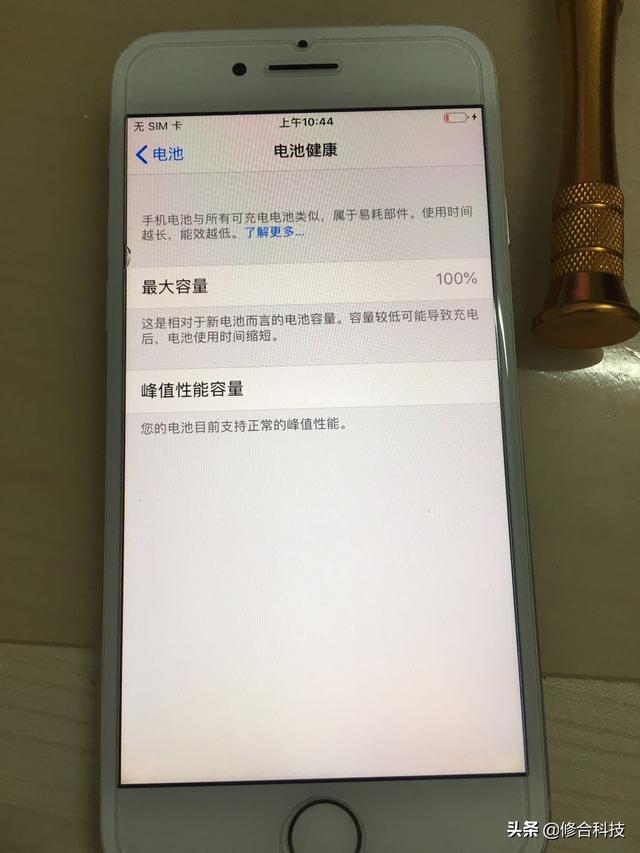 无 SIM 卡
上午10:44
电池
电池健康
手机电池与所有可充电电池类似，属于易耗部件。使用时间
越长，能效越低。了解更多...
最大容量
100%
这是相对于新电池而言的电池容量。容量较低可能导致充电
后，电池使用时间缩短。
峰值性能容量
您的电池目前支持正常的峰值性能。
头条 @修合科技